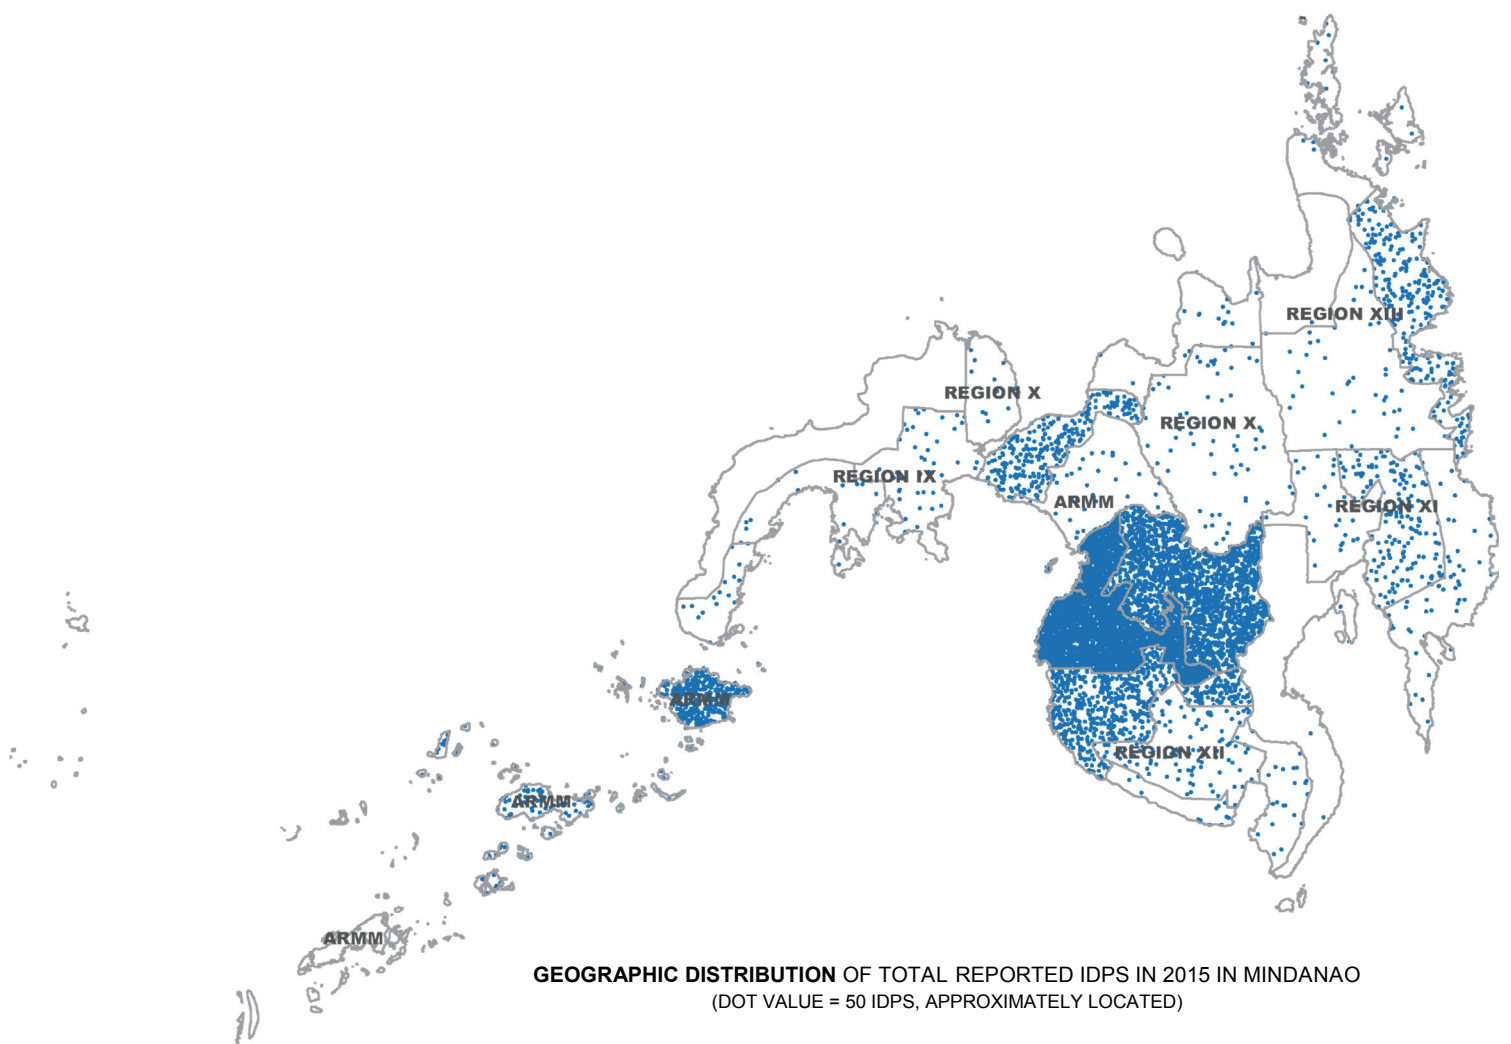 REGION XIII
REGION X
REGION X
REGION IX
ARMM
REGION XI
ARMM
REGION XII
ARMM
ARMM
GEOGRAPHIC DISTRIBUTION OF TOTAL REPORTED IDPS IN 2015 IN MINDANAO
(DOT VALUE = 50 IDPS, APPROXIMATELY LOCATED)